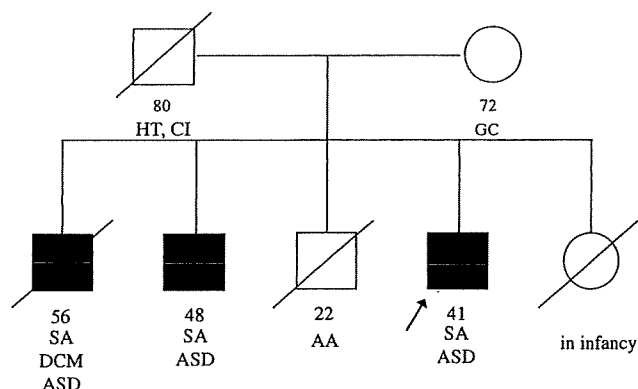 80
72
HT, CI
GC
56
48
22
41
SA
SA
AA
SA
in infancy
DCM
ASD
ASD
ASD